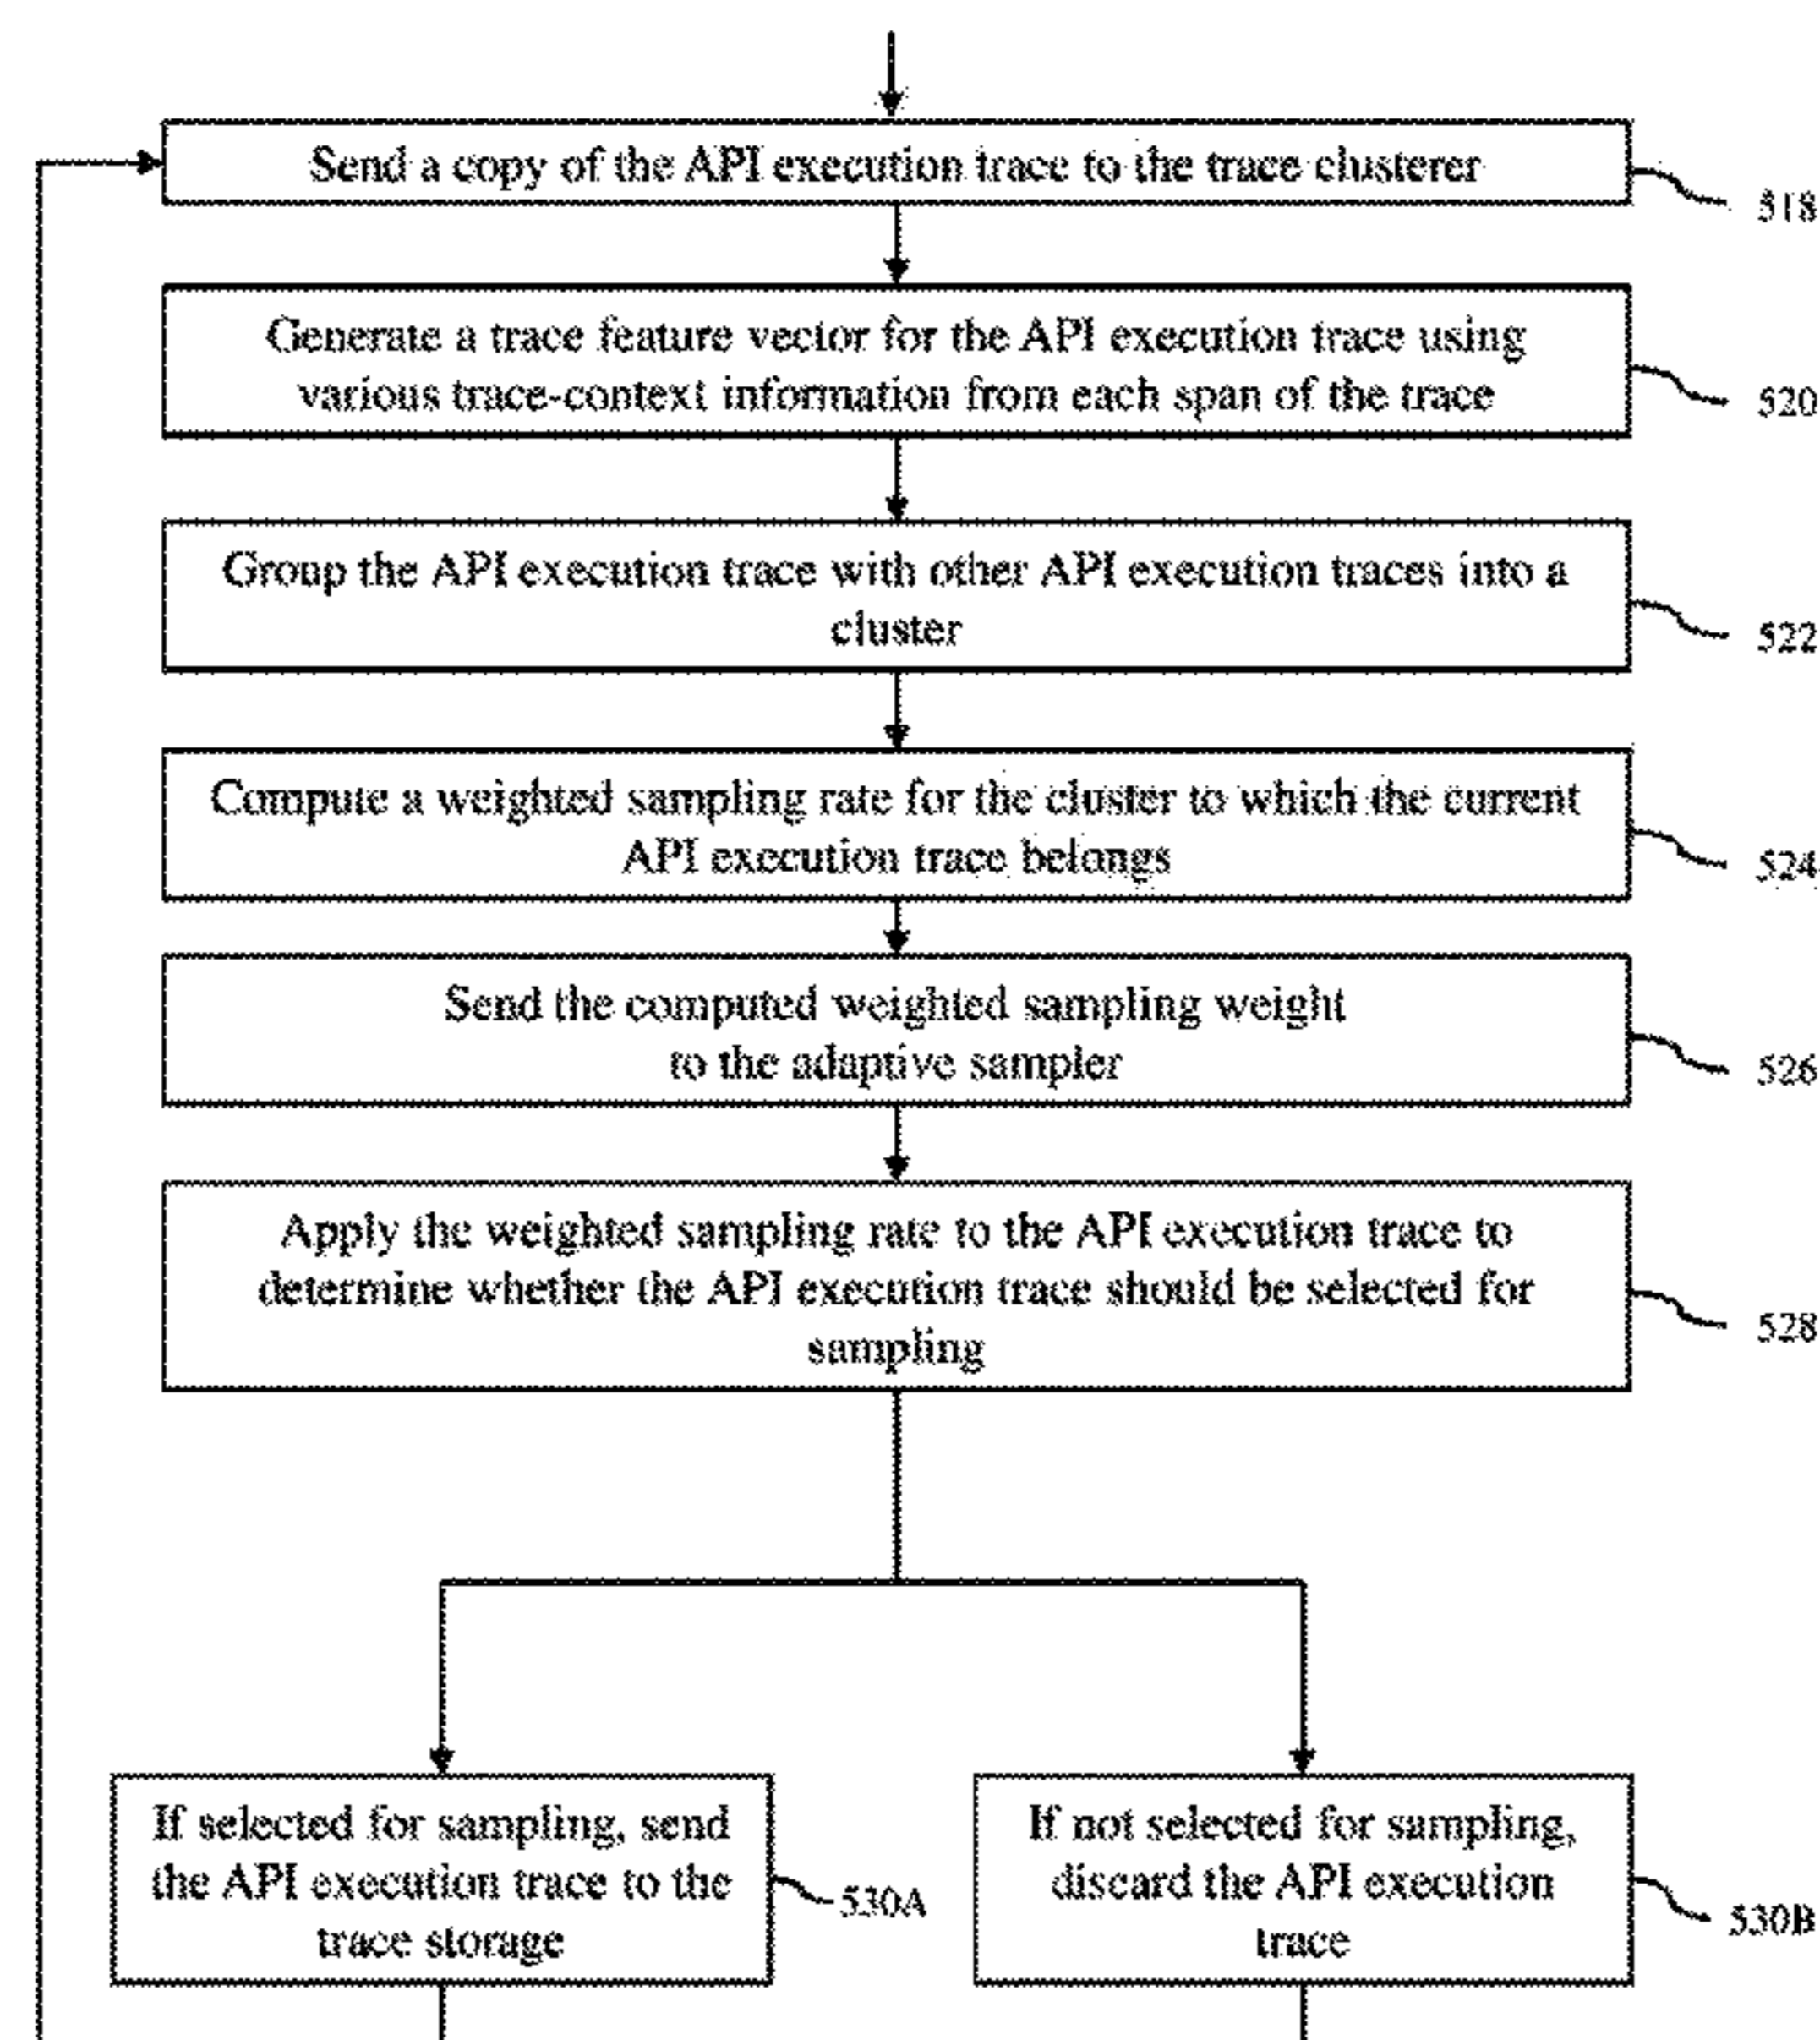 Send a copy of the API execution trace to the trace clusterer
518
Generate a trace feature vector for the API execution trace using
various trace-context information from each span of the trace
520
Group the API execution trace with other API execution traces into a
cluster
522
Compute a weighted sampling rate for the cluster to which the current
API execution trace belongs
524
Send the computed weighted sampling weight
to the adaptive sampler
526
Apply the weighted sampling rate to the API execution trace to
determine whether the API execution trace should be selected for
sampling
528
If selected for sampling, send
the API execution trace to the
trace storage
530A
If not selected for sampling,
discard the API execution
trace
530B